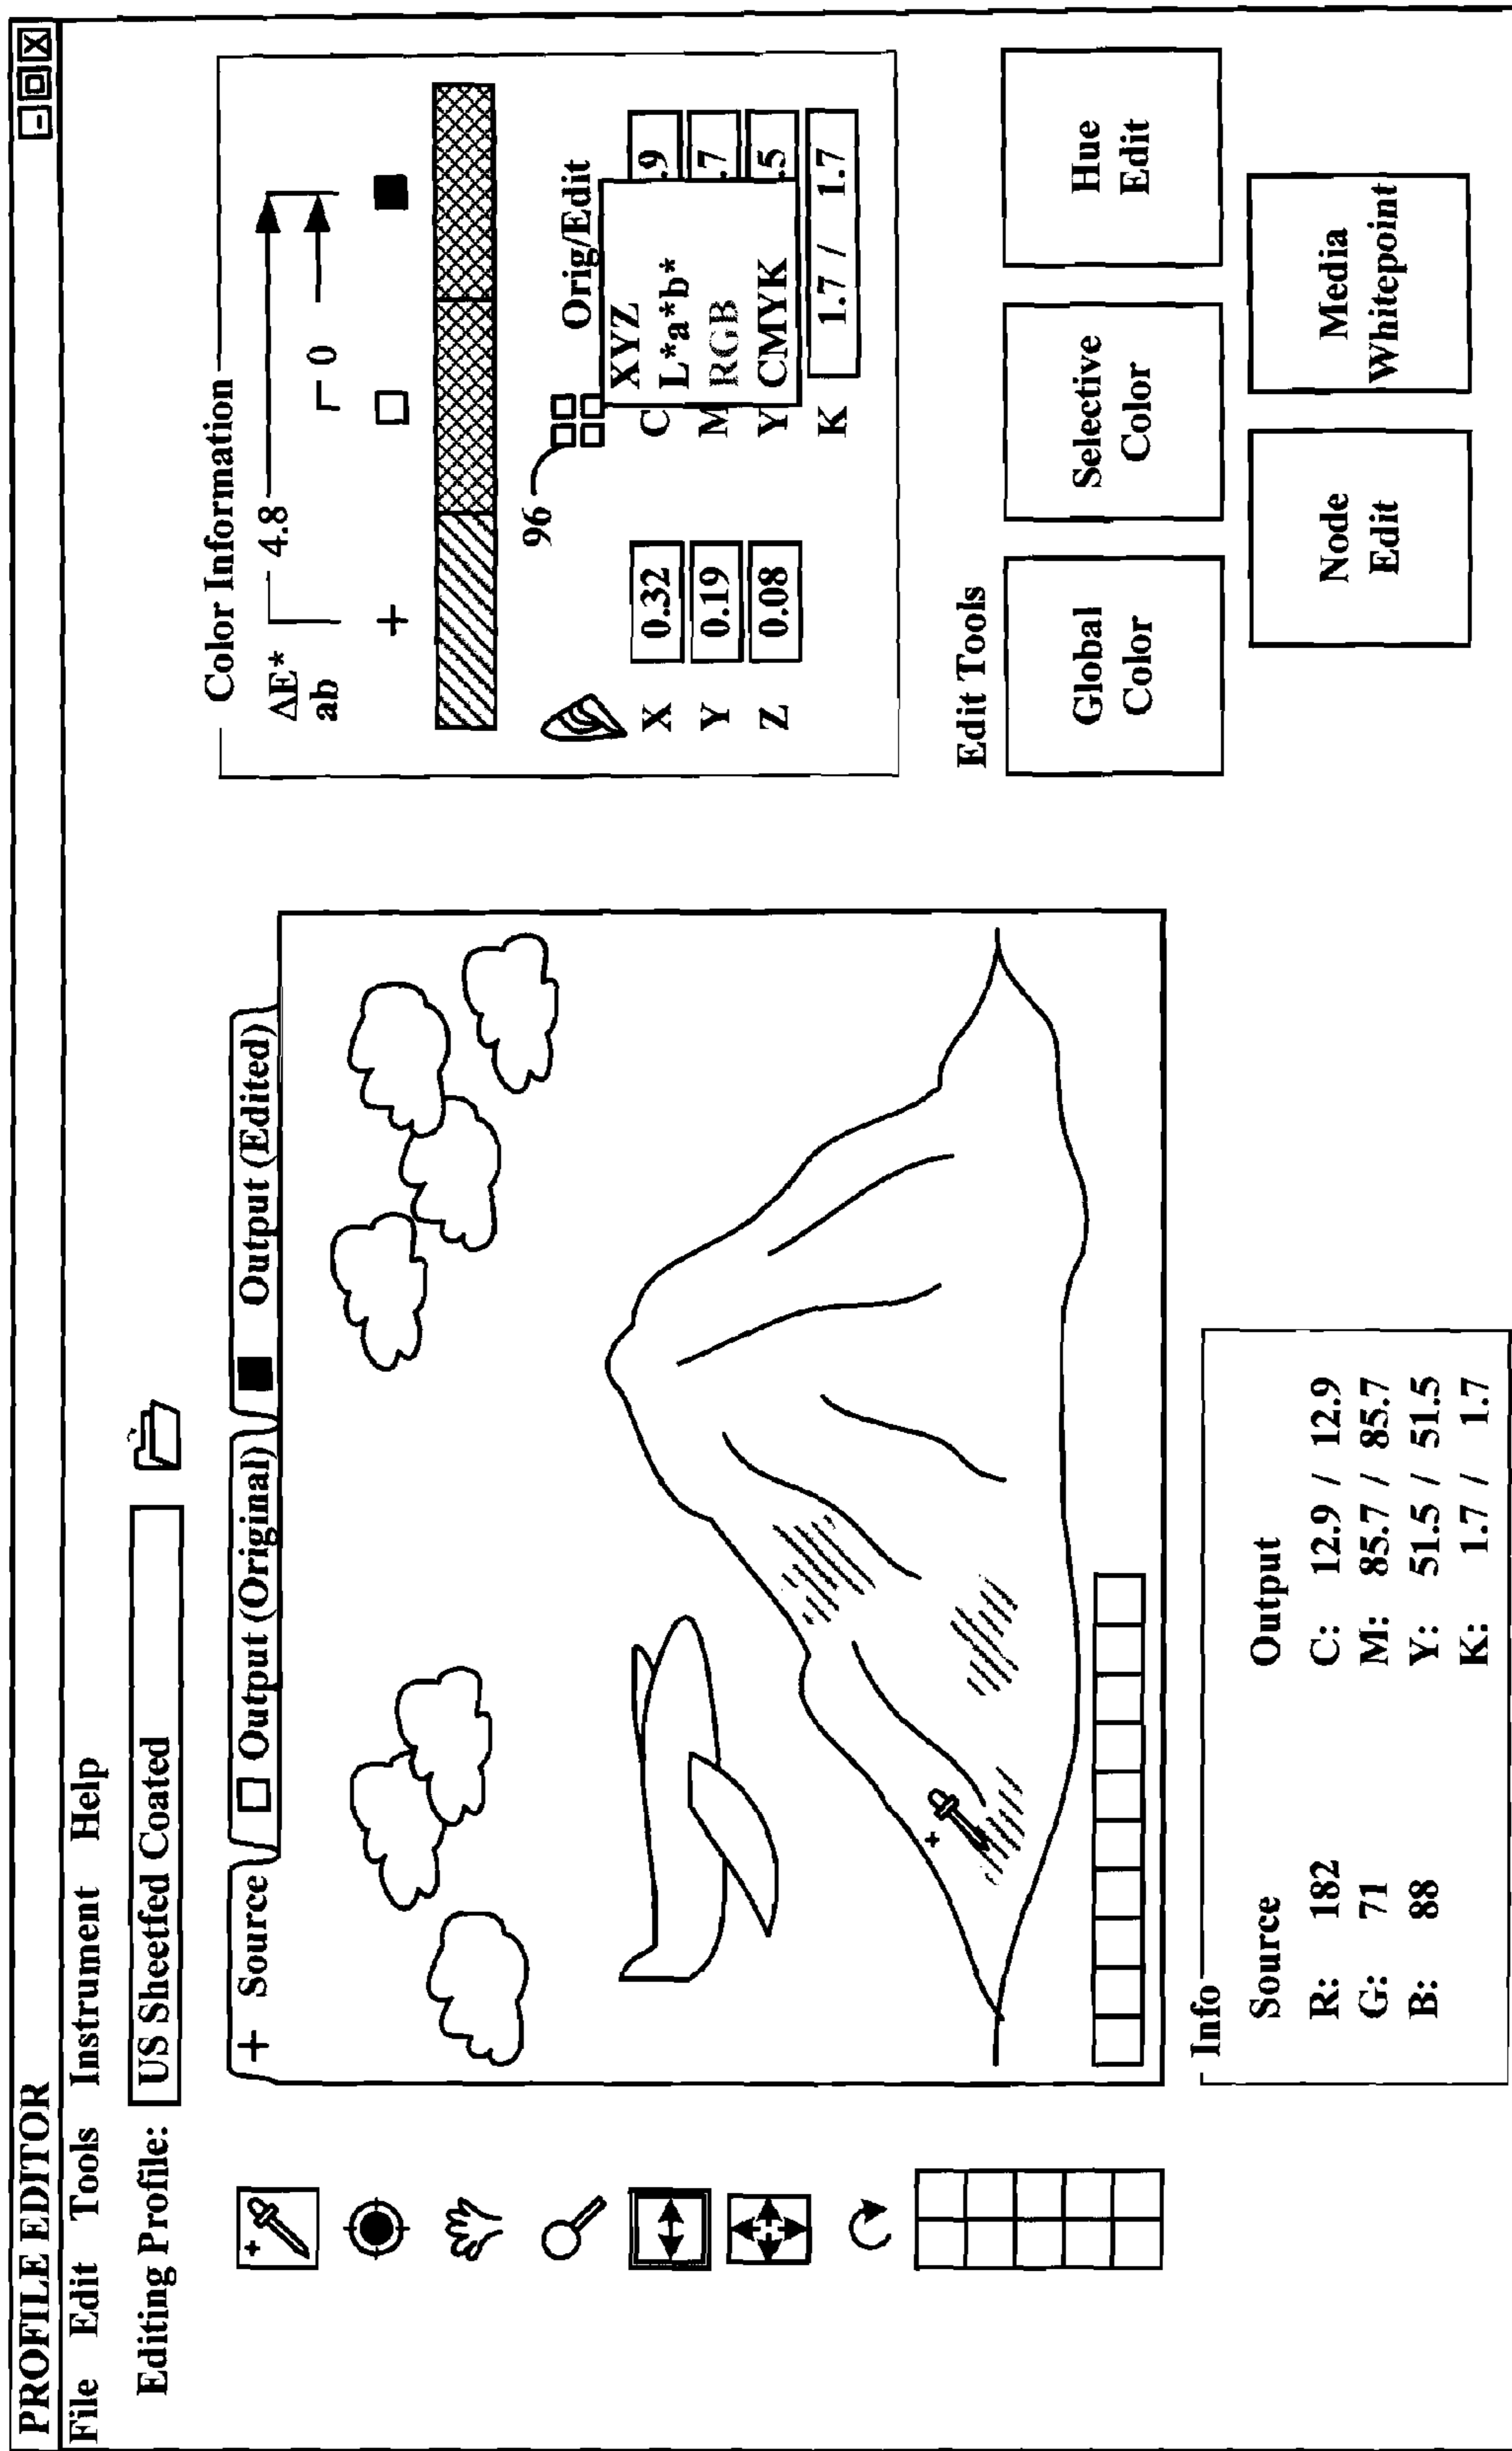 PROFILE EDITOR
File Edit Tools Instrument Help
Editing Profile: US Sheetfed Coated
+ Source
Output (Original)
Output (Edited)
Color Information
ΔE*
ab
4.8
0
+
96
Orig/Edit
X 0.32
Y 0.19
Z 0.08
XYZ
L*a*b*
RGB
CMYK
C .9
M .7
Y .5
K 1.7 / 1.7
Edit Tools
Global
Color
Selective
Color
Hue
Edit
Node
Edit
Media
Whitepoint
Info
Source Output
R: 182 C: 12.9 / 12.9
G: 71 M: 85.7 / 85.7
B: 88 Y: 51.5 / 51.5
K: 1.7 / 1.7